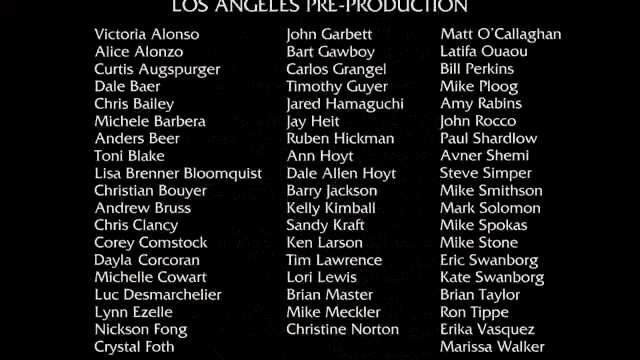 LOS ANGELES PRE-PRODUCTION
Victoria Alonso
Alice Alonzo
Curtis Augspurger
Dale Baer
Chris Bailey
Michele Barbera
Anders Beer
Toni Blake
Lisa Brenner Bloomquist
Christian Bouyer
Andrew Bruss
Chris Clancy
Corey Comstock
Dayla Corcoran
Michelle Cowart
Luc Desmarchelier
Lynn Ezelle
Nickson Fong
Crystal Foth
John Garbett
Bart Gawboy
Carlos Grangel
Timothy Guyer
Jared Hamaguchi
Jay Heit
Ruben Hickman
Ann Hoyt
Dale Allen Hoyt
Barry Jackson
Kelly Kimball
Sandy Kraft
Ken Larson
Tim Lawrence
Lori Lewis
Brian Master
Mike Meckler
Christine Norton
Matt O'Callaghan
Latifa Ouaou
Bill Perkins
Mike Ploog
Amy Rabins
John Rocco
Paul Shardlow
Avner Shemi
Steve Simper
Mike Smithson
Mark Solomon
Mike Spokas
Mike Stone
Eric Swanborg
Kate Swanborg
Brian Taylor
Ron Tippe
Erika Vasquez
Marissa Walker